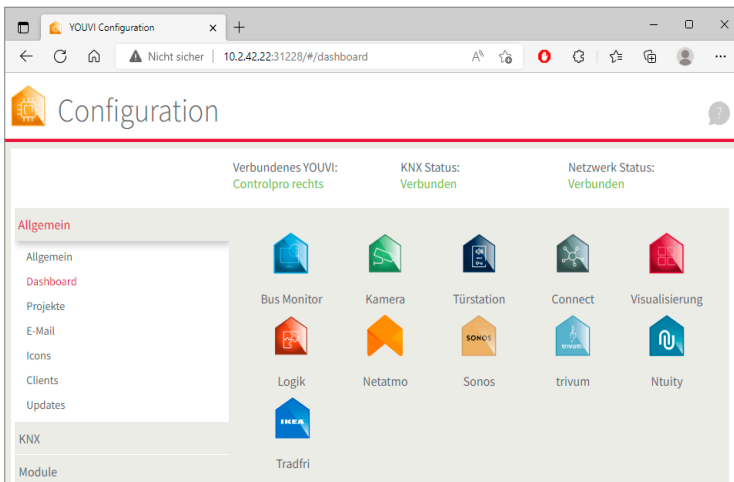 YOUVI Configuration
Nicht sicher | 10.2.42.22:31228/#/dashboard
Configuration
?
Verbundenes YOUVI: KNX Status: Netzwerk Status:
Controlpro rechts Verbunden Verbunden
Allgemein
Allgemein
Dashboard
Projekte
E-Mail
Icons
Clients
Updates
KNX
Module
Bus Monitor Kamera Türstation Connect Visualisierung
SONOS trivum
Logik Netatmo Sonos trivum Ntuity
IKEA
Tradfri